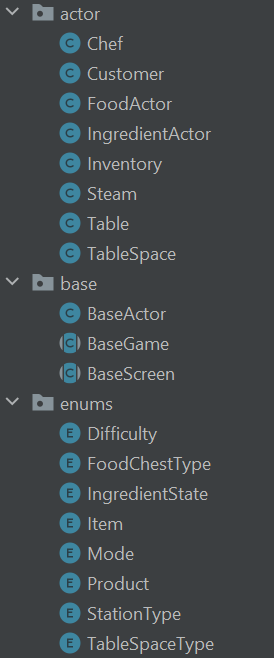 actor
C Chef
C Customer
C FoodActor
C IngredientActor
C Inventory
C Steam
C Table
C TableSpace
base
C BaseActor
C BaseGame
C BaseScreen
enums
E Difficulty
E FoodChestType
E IngredientState
E Item
E Mode
E Product
E StationType
E TableSpaceType